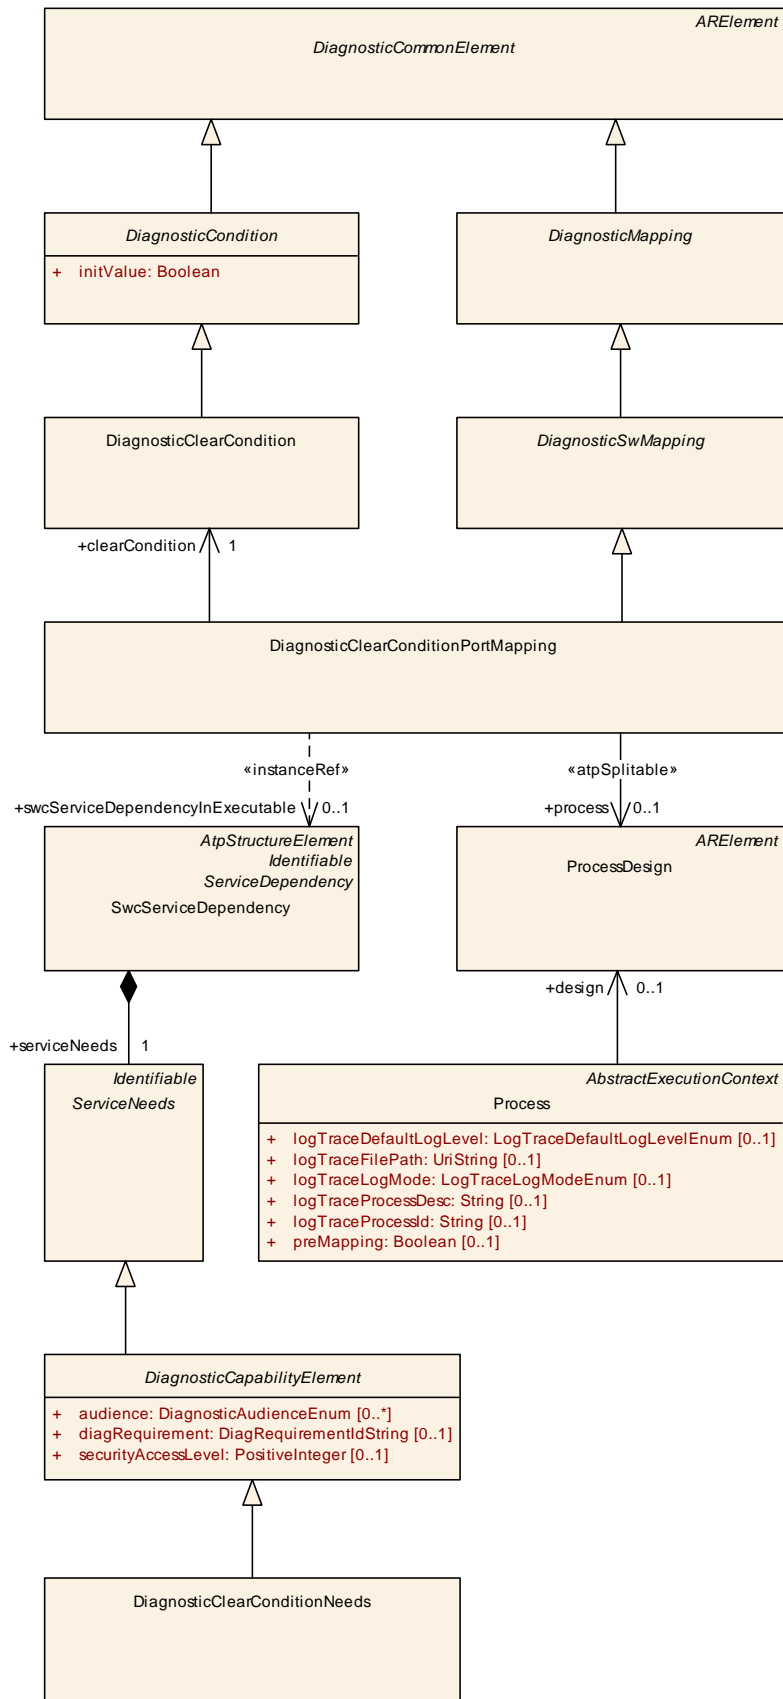 ARElement
DiagnosticCommonElement
DiagnosticCondition
+ initValue: Boolean
DiagnosticMapping
DiagnosticClearCondition
DiagnosticSwMapping
+clearCondition 1
DiagnosticClearConditionPortMapping
«instanceRef»
«atpSplitable»
+swcServiceDependencyInExecutable 0..1
+process 0..1
AtpStructureElement
Identifiable
ServiceDependency
SwcServiceDependency
ARElement
ProcessDesign
+design 0..1
+serviceNeeds 1
Identifiable
ServiceNeeds
AbstractExecutionContext
Process
+ logTraceDefaultLogLevel: LogTraceDefaultLogLevelEnum [0..1]
+ logTraceFilePath: UriString [0..1]
+ logTraceLogMode: LogTraceLogModeEnum [0..1]
+ logTraceProcessDesc: String [0..1]
+ logTraceProcessId: String [0..1]
+ preMapping: Boolean [0..1]
DiagnosticCapabilityElement
+ audience: DiagnosticAudienceEnum [0..*]
+ diagRequirement: DiagRequirementIdString [0..1]
+ securityAccessLevel: PositiveInteger [0..1]
DiagnosticClearConditionNeeds